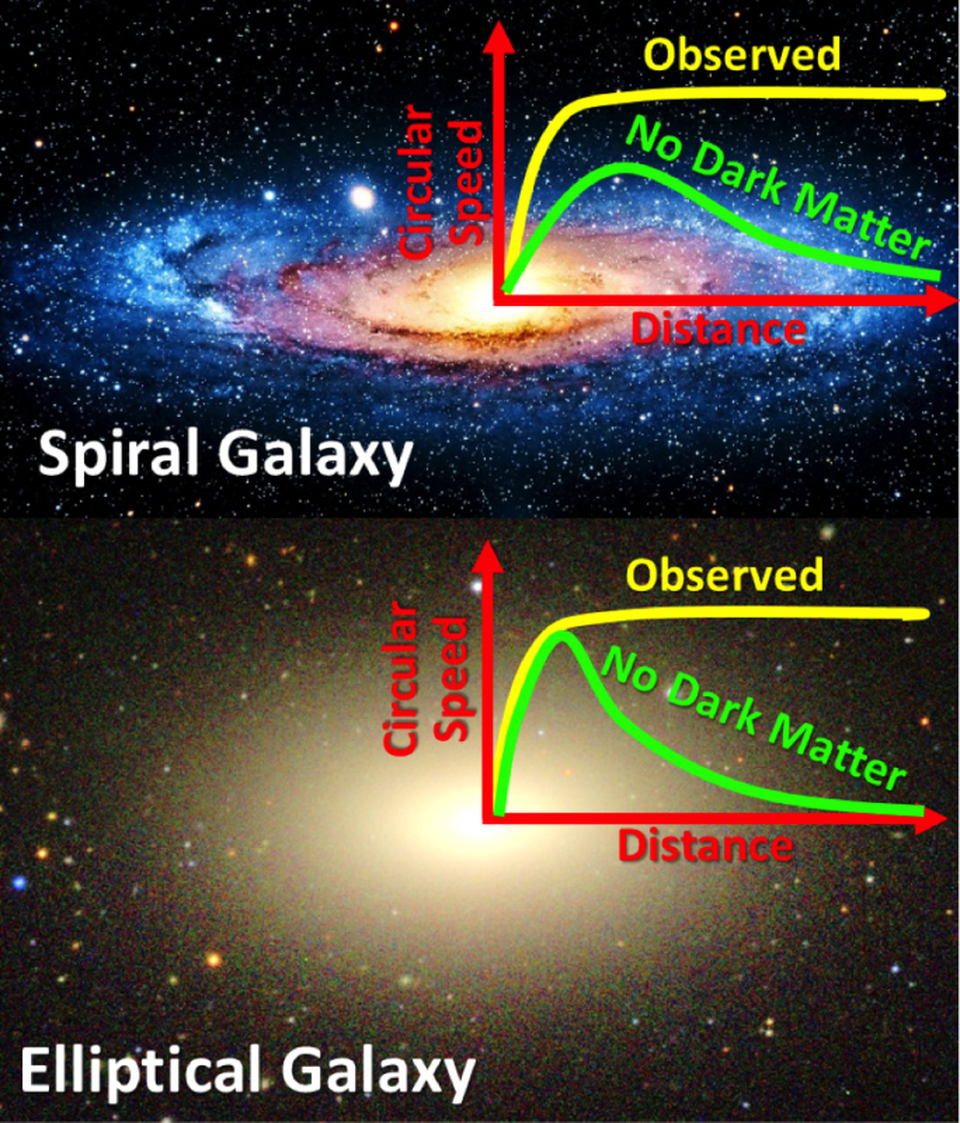 Observed
No Dark Matter
Circular
Speed
Distance
Spiral Galaxy
Observed
No Dark Matter
Circular
Speed
Distance
Elliptical Galaxy